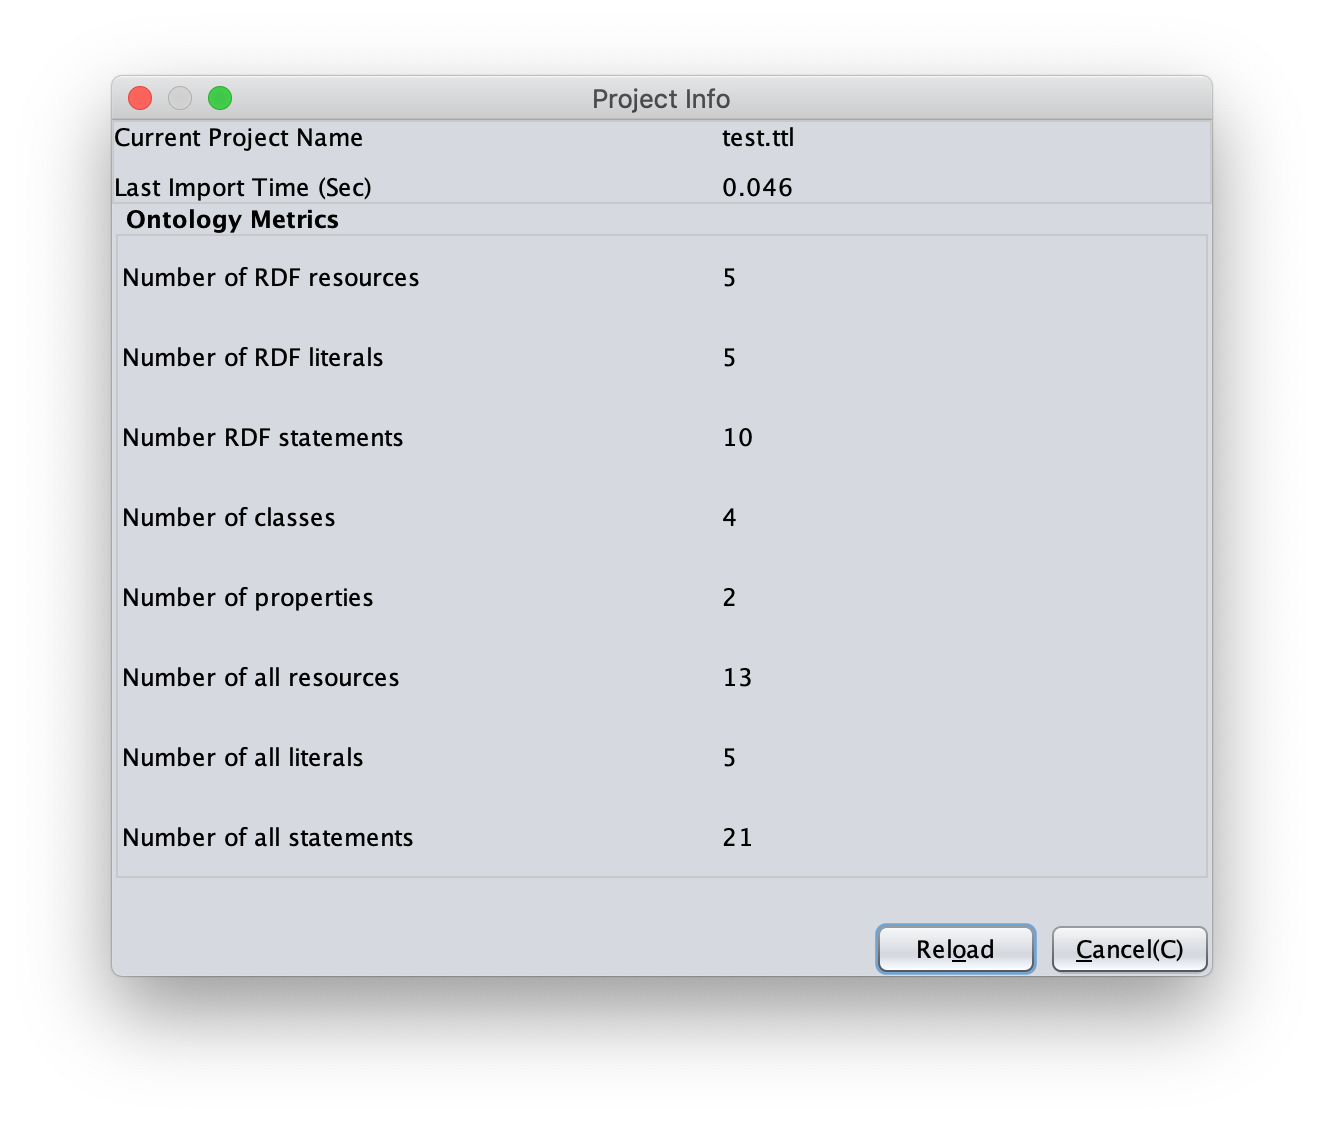 Project Info
Current Project Name test.ttl
Last Import Time (Sec) 0.046
Ontology Metrics
Number of RDF resources 5
Number of RDF literals 5
Number RDF statements 10
Number of classes 4
Number of properties 2
Number of all resources 13
Number of all literals 5
Number of all statements 21
Reload Cancel(C)